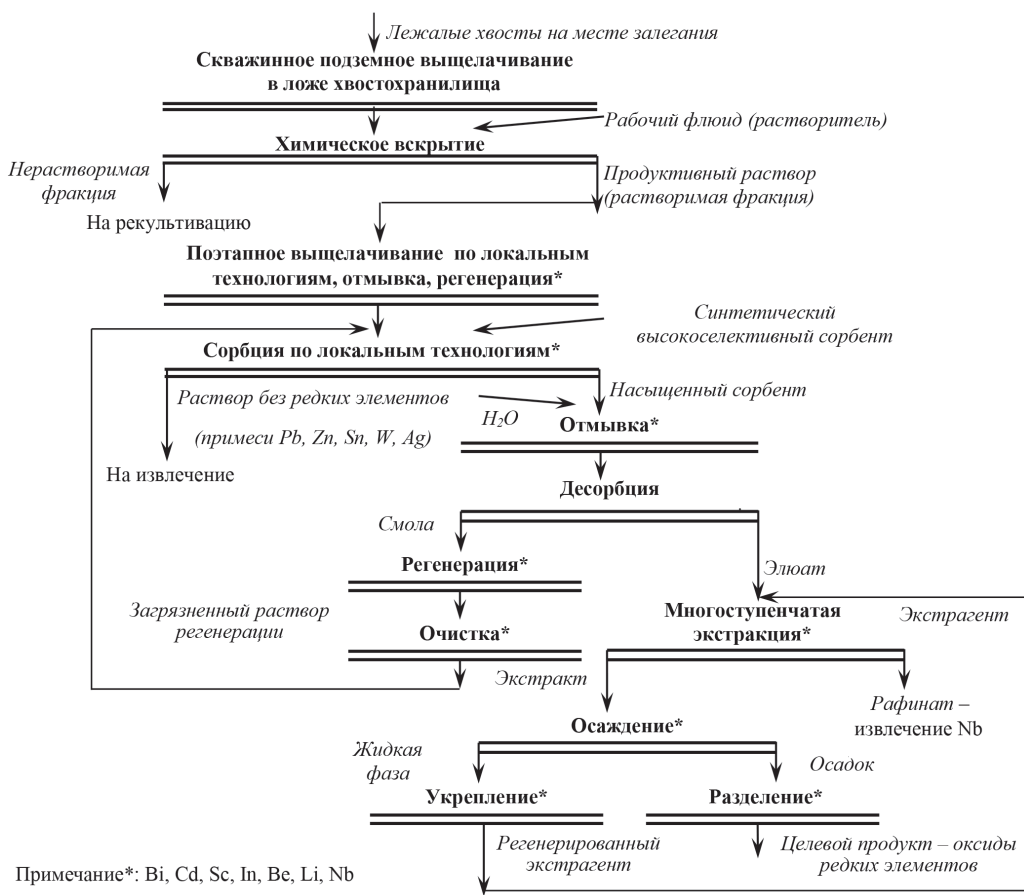 Лежалые хвосты на месте залегания
Скважинное подземное выщелачивание
в ложе хвостохранилища
Рабочий флюид (растворитель)
Химическое вскрытие
Нерастворимая
фракция
Продуктивный раствор
(растворимая фракция)
На рекультивацию
Поэтапное выщелачивание по локальным
технологиям, отмывка, регенерация*
Синтетический
высокоселективный сорбент
Сорбция по локальным технологиям*
Раствор без редких элементов
(примеси Pb, Zn, Sn, W, Ag)
Насыщенный сорбент
H₂O
Отмывка*
На извлечение
Десорбция
Смола
Элюат
Регенерация*
Загрязненный раствор
регенерации
Экстрагент
Многоступенчатая
экстракция*
Очистка*
Экстракт
Рафинат –
извлечение Nb
Осаждение*
Жидкая
фаза
Осадок
Укрепление*
Разделение*
Регенерированный
экстрагент
Целевой продукт – оксиды
редких элементов
Примечание*: Bi, Cd, Sc, In, Be, Li, Nb